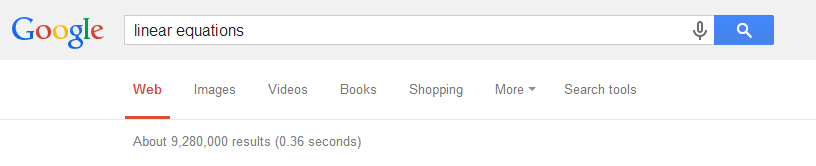 Google linear equations
Web Images Videos Books Shopping More Search tools
About 9,280,000 results (0.36 seconds)